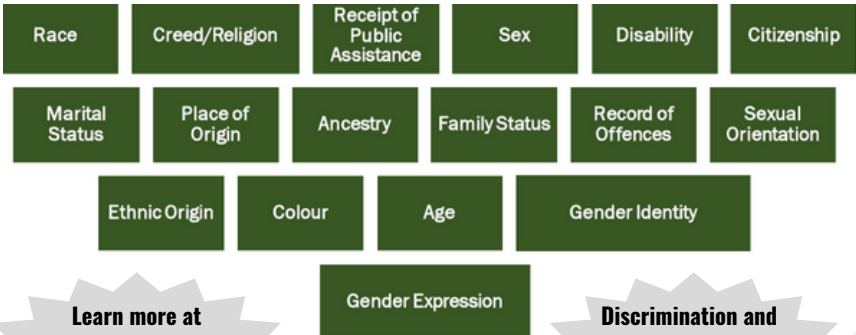 Race
Creed/Religion
Receipt of
Public
Assistance
Sex
Disability
Citizenship
Marital
Status
Place of
Origin
Ancestry
Family Status
Record of
Offences
Sexual
Orientation
Ethnic Origin
Colour
Age
Gender Identity
Gender Expression
Learn more at
Discrimination and